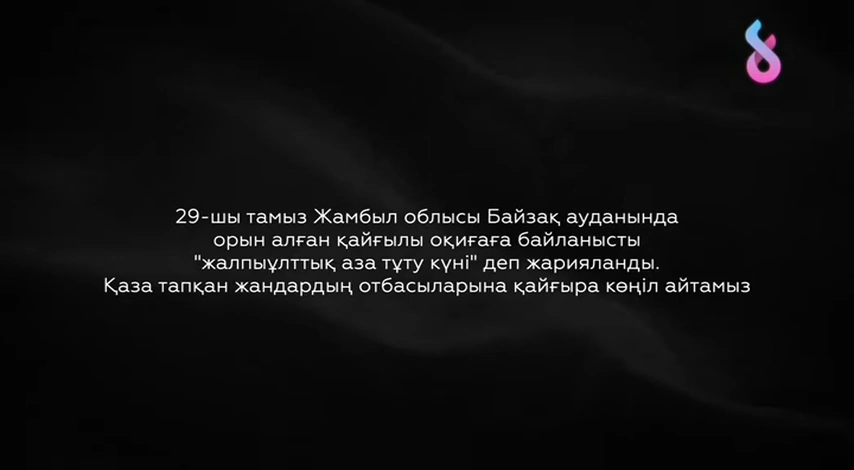 29-шы тамыз Жамбыл облысы Байзақ ауданында
орын алған қайғылы оқиғаға байланысты
"жалпыұлттық аза тұту күні" деп жарияланды.
Қаза тапқан жандардың отбасыларына қайғыра көңіл айтамыз